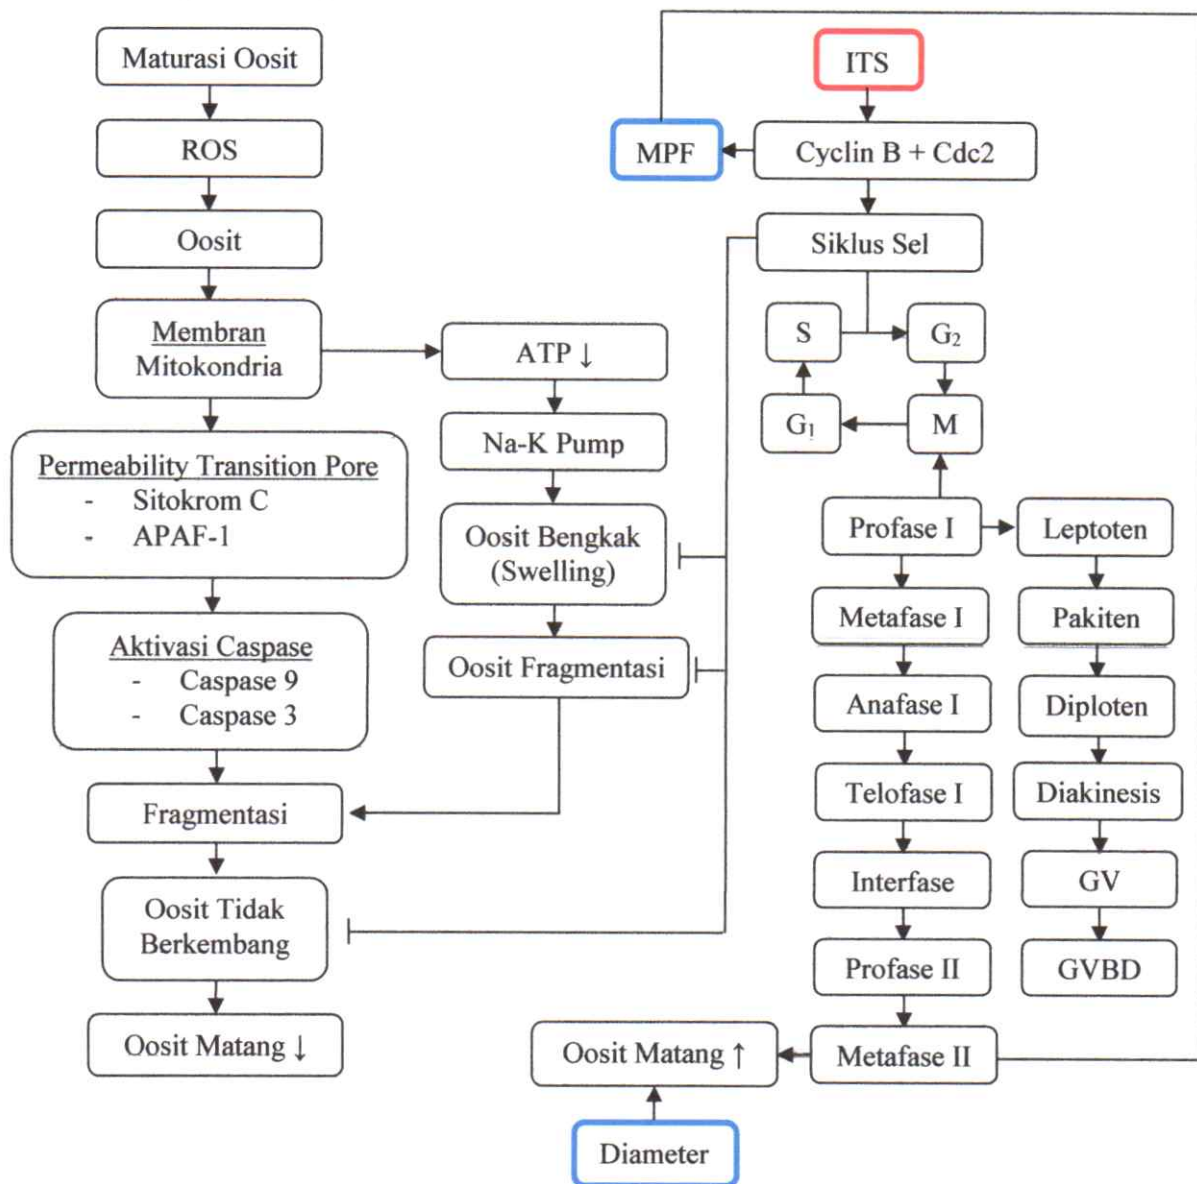 Maturasi Oosit
ROS
Oosit
Membran
Mitokondria
Permeability Transition Pore
- Sitokrom C
- APAF-1
Aktivasi Caspase
- Caspase 9
- Caspase 3
Fragmentasi
Oosit Tidak
Berkembang
Oosit Matang ↓
ATP ↓
Na-K Pump
Oosit Bengkak
(Swelling)
Oosit Fragmentasi
ITS
MPF
Cyclin B + Cdc2
Siklus Sel
S
G₂
G₁
M
Profase I
Metafase I
Anafase I
Telofase I
Interfase
Profase II
Metafase II
Leptoten
Pakiten
Diploten
Diakinesis
GV
GVBD
Oosit Matang ↑
Diameter